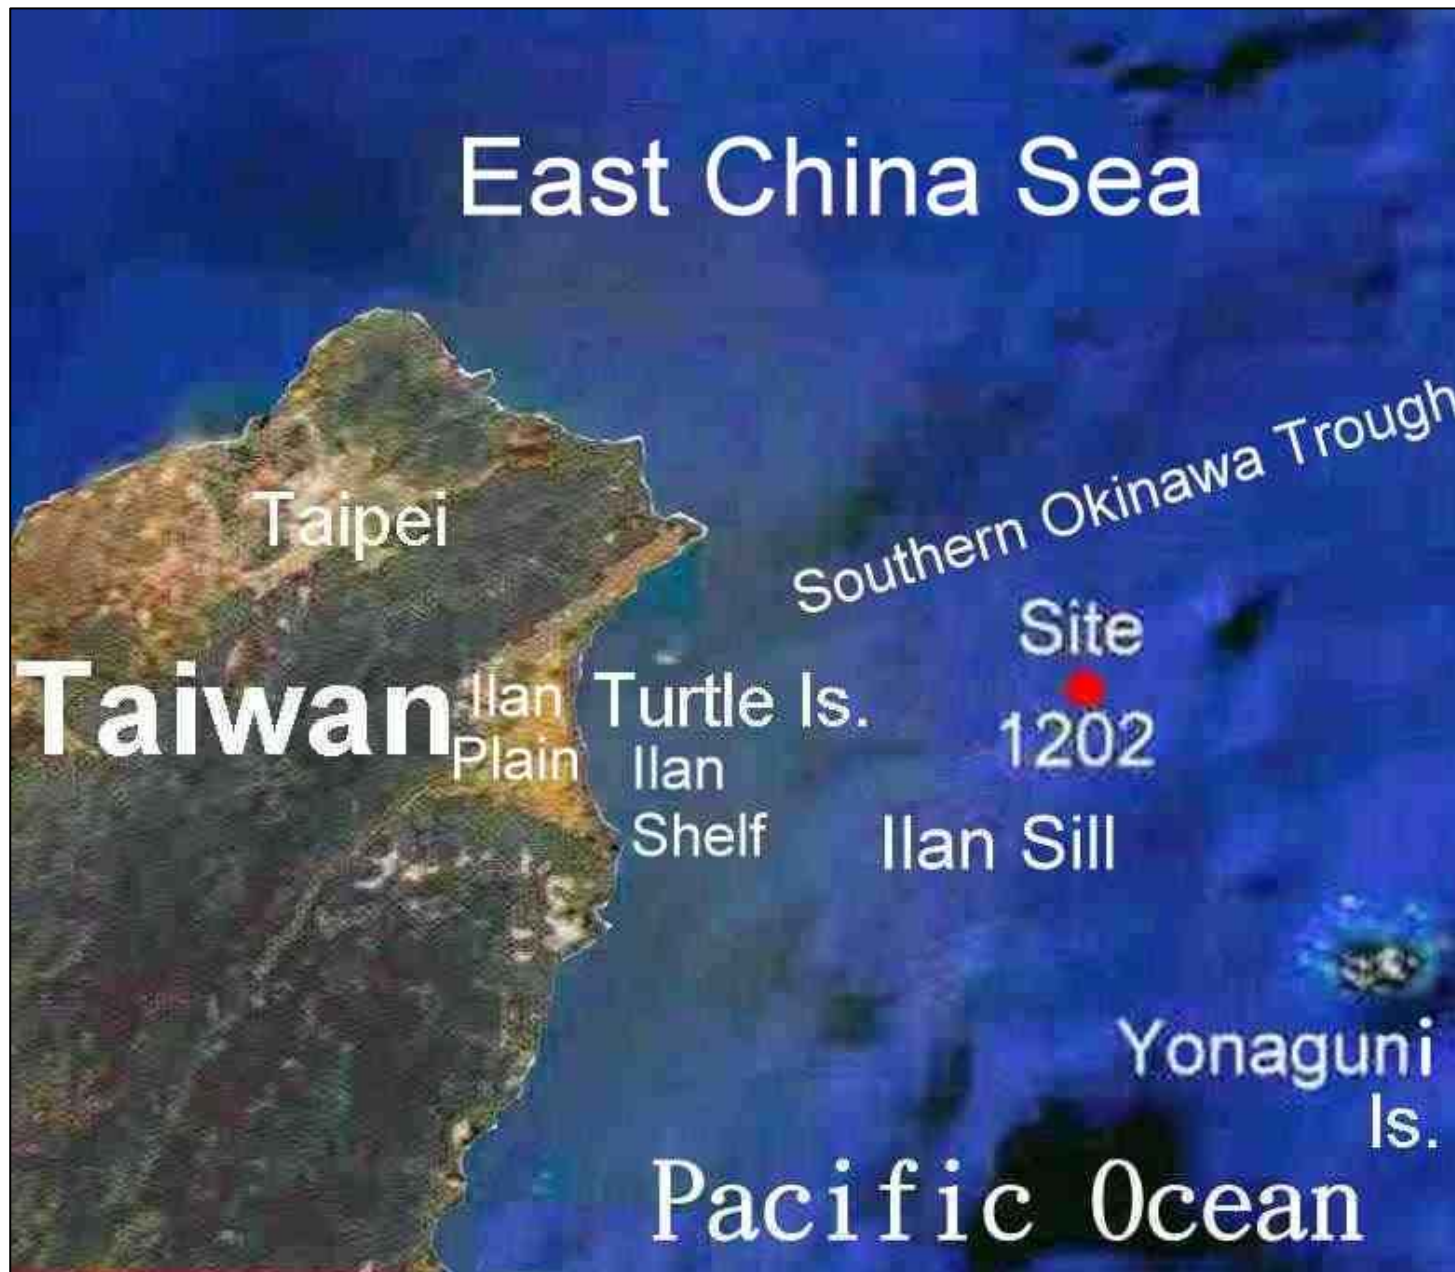 East China Sea
Southern Okinawa Trough
Taipei
Site
1202
Taiwan
Ilan
Plain
Turtle Is.
Ilan
Shelf
Ilan Sill
Yonaguni
Is.
Pacific Ocean